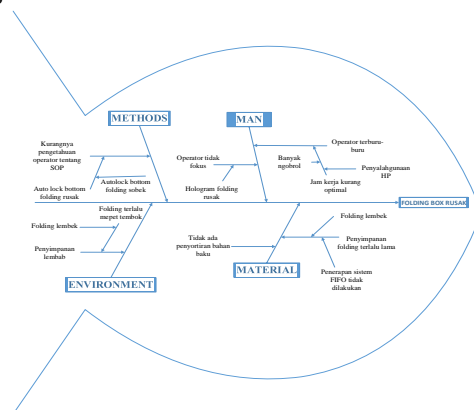 METHODS
MAN
Kurangnya
pengetahuan
operator tentang
SOP
Auto lock bottom
folding rusak
Autolock bottom
folding sobek
Operator tidak
fokus
Hologram folding
rusak
Banyak
ngobrol
Operator terburu-
buru
Penyalahgunaan
HP
Jam kerja kurang
optimal
FOLDING BOX RUSAK
Folding terlalu
mepet tembok
Folding lembek
Penyimpanan
lembab
ENVIRONMENT
Tidak ada
penyortiran bahan
baku
MATERIAL
Folding lembek
Penyimpanan
folding terlalu lama
Penerapan sistem
FIFO tidak
dilakukan